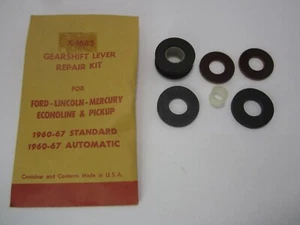 GEARSHIFT LEVER
REPAIR KIT
FOR
FORD - LINCOLN - MERCURY
ECONOLINE & PICKUP
1960-67 STANDARD
1960-67 AUTOMATIC
Container and Contents Made in U.S.A.